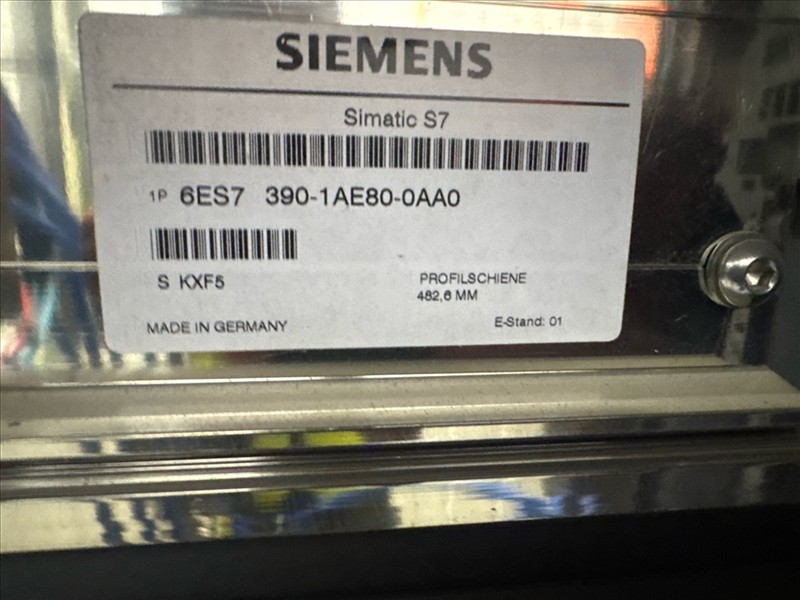 SIEMENS
Simatic S7
1P 6ES7 390-1AE80-0AA0
S KXF5
PROFILSCHIENE
482,6 MM
MADE IN GERMANY
E-Stand: 01